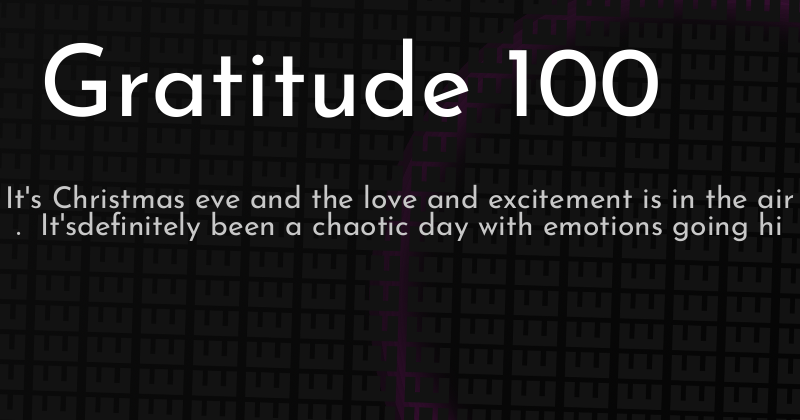 Gratitude 100
It's Christmas eve and the love and excitement is in the air
. It'sdefinitely been a chaotic day with emotions going hi